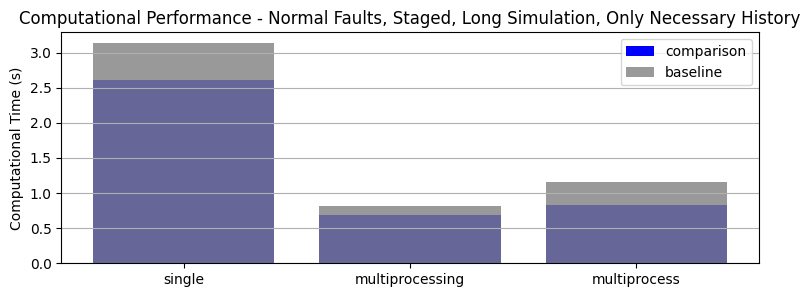 Computational Performance - Normal Faults, Staged, Long Simulation, Only Necessary History
Computational Time (s)
3.0
2.5
2.0
1.5
1.0
0.5
0.0
comparison
baseline
single
multiprocessing
multiprocess